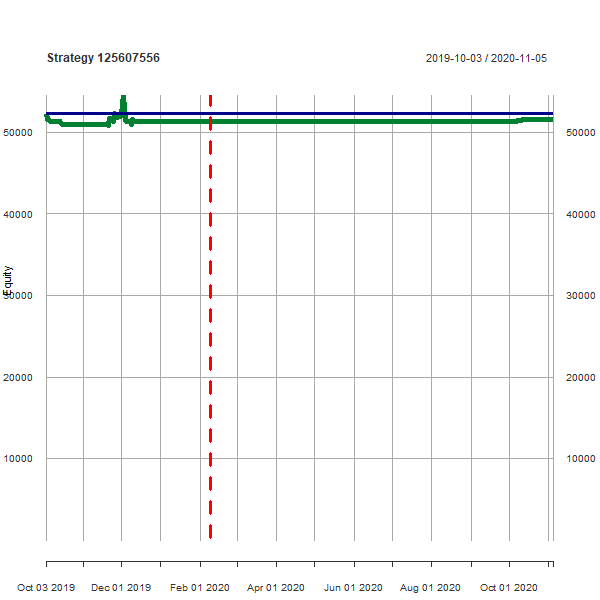 Strategy 125607556
2019-10-03 / 2020-11-05
50000 50000
40000 40000
Equity
30000 30000
20000 20000
10000 10000
Oct 03 2019 Dec 01 2019 Feb 01 2020 Apr 01 2020 Jun 01 2020 Aug 01 2020 Oct 01 2020